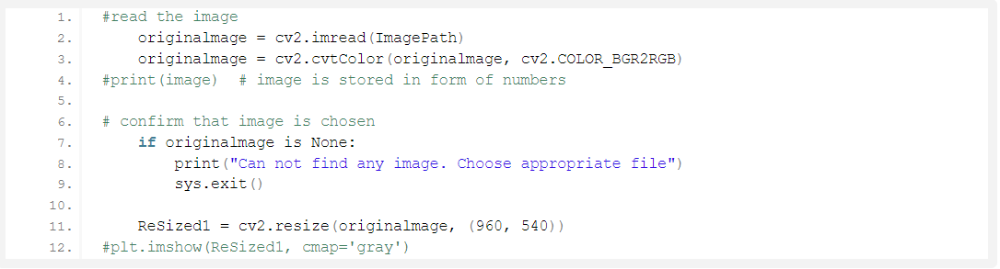 1. #read the image
2. originalmage = cv2.imread(ImagePath)
3. originalmage = cv2.cvtColor(originalmage, cv2.COLOR_BGR2RGB)
4. #print(image)  # image is stored in form of numbers
5.
6. # confirm that image is chosen
7. if originalmage is None:
8. print("Can not find any image. Choose appropriate file")
9. sys.exit()
10.
11. ReSized1 = cv2.resize(originalmage, (960, 540))
12. #plt.imshow(ReSized1, cmap='gray')